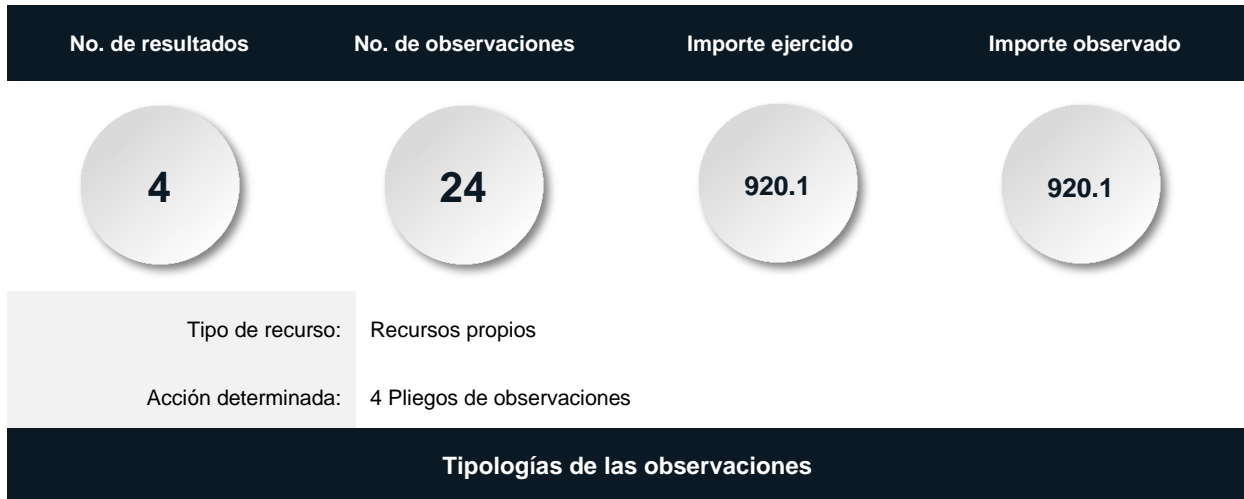 No. de resultados No. de observaciones Importe ejercido Importe observado
4 24 920.1 920.1
Tipo de recurso: Recursos propios
Acción determinada: 4 Pliegos de observaciones
Tipologías de las observaciones